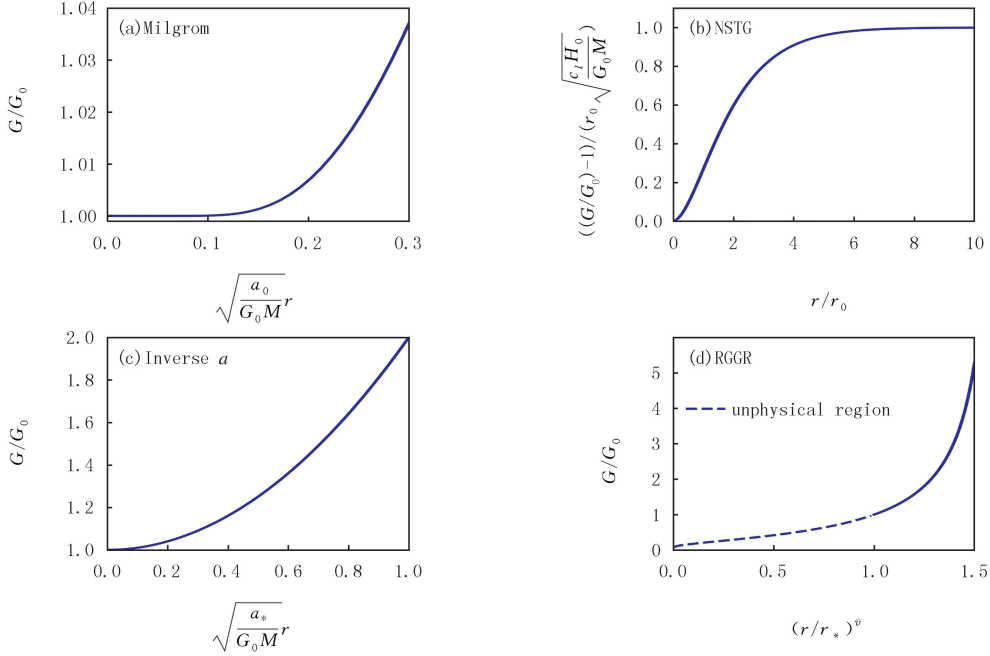 (a)Milgrom
G/G₀
1.04
1.03
1.02
1.01
1.00
0.0 0.1 0.2 0.3
√(a₀/G₀M) r
(b)NSTG
((G/G₀)-1)/(r₀√(c_l H₀/G₀M))
1.0
0.8
0.6
0.4
0.2
0.0
0 2 4 6 8 10
r/r₀
(c)Inverse a
G/G₀
2.0
1.8
1.6
1.4
1.2
1.0
0.0 0.2 0.4 0.6 0.8 1.0
√(a_*/G₀M) r
(d)RGGR
unphysical region
G/G₀
5
4
3
2
1
0
0.0 0.5 1.0 1.5
(r/r_*)^ν̄